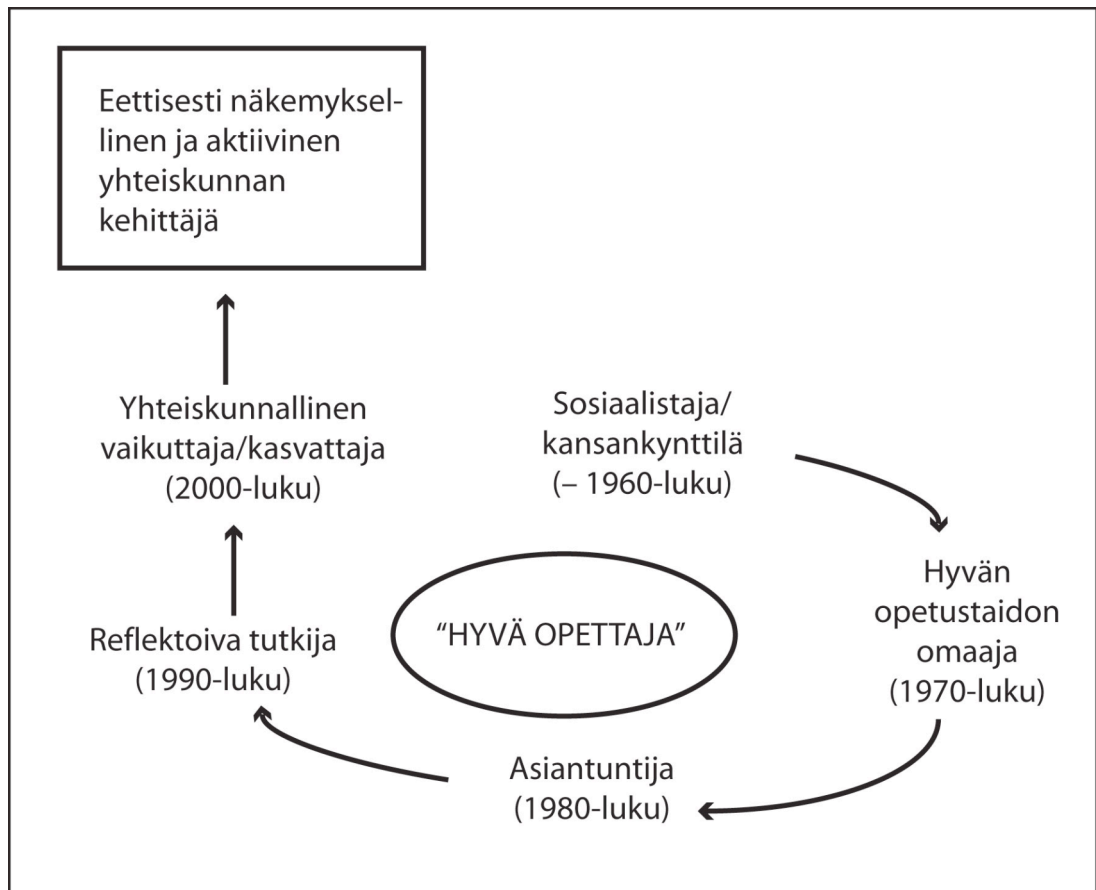 Eettisesti näkemyksel-
linen ja aktiivinen
yhteiskunnan
kehittäjä
Yhteiskunnallinen
vaikuttaja/kasvattaja
(2000-luku)
Sosiaalistaja/
kansankynttilä
(– 1960-luku)
Hyvän
opetustaidon
omaaja
(1970-luku)
“HYVÄ OPETTAJA”
Reflektoiva tutkija
(1990-luku)
Asiantuntija
(1980-luku)